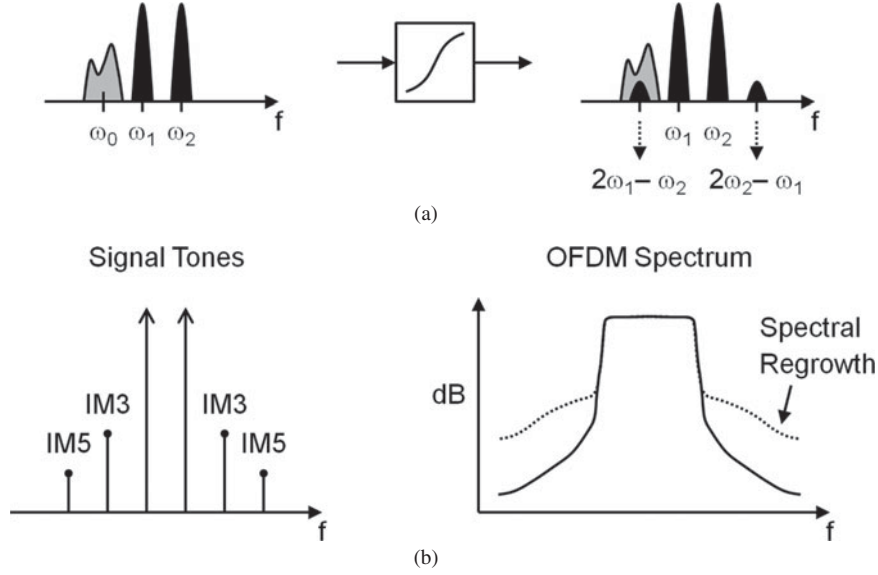 f
ω0 ω1 ω2
f
ω1 ω2
2ω1 – ω2 2ω2 – ω1
(a)
Signal Tones
IM5 IM3 IM3 IM5
f
OFDM Spectrum
dB
Spectral
Regrowth
f
(b)